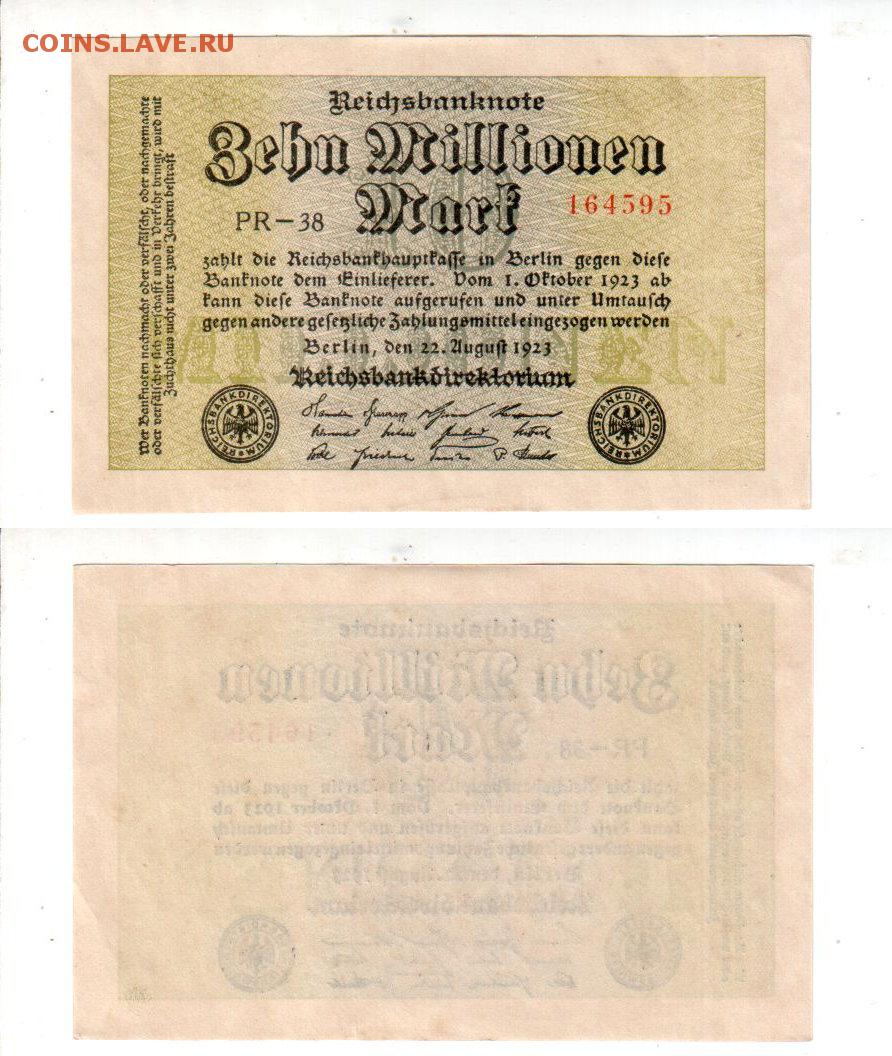 COINS.LAVE.RU
Reichsbanknote
Zehn Millionen
Mark
PR-38
164595
zahlt die Reichsbankhauptkasse in Berlin gegen diese
Banknote dem Einlieferer. Vom 1. Oktober 1923 ab
kann diese Banknote aufgerufen und unter Umtausch
gegen andere gesetzliche Zahlungsmittel eingezogen werden
Berlin, den 22. August 1923
Reichsbankdirektorium
REICHSBANKDIREKTORIUM
REICHSBANKDIREKTORIUM
Wer Banknoten nachmacht oder verfälscht, oder nachgemachte
oder verfälschte sich verschafft und in Verkehr bringt, wird mit
Zuchthaus nicht unter zwei Jahren bestraft